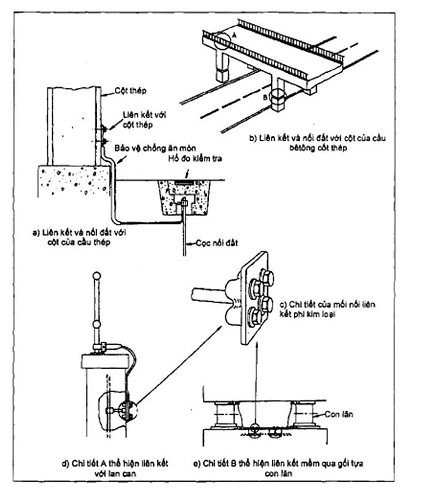 Cột thép
Liên kết với
cột thép
Bảo vệ chống ăn mòn
Hố đo kiểm tra
a) Liên kết và nối đất với
cột của cầu thép
Cọc nối đất
A
B
b) Liên kết và nối đất với cột của cầu
bêtông cốt thép
c) Chi tiết của mối nối liên
kết phi kim loại
Con lăn
d) Chi tiết A thể hiện liên kết
với lan can
e) Chi tiết B thể hiện liên kết mềm qua gối tựa
con lăn